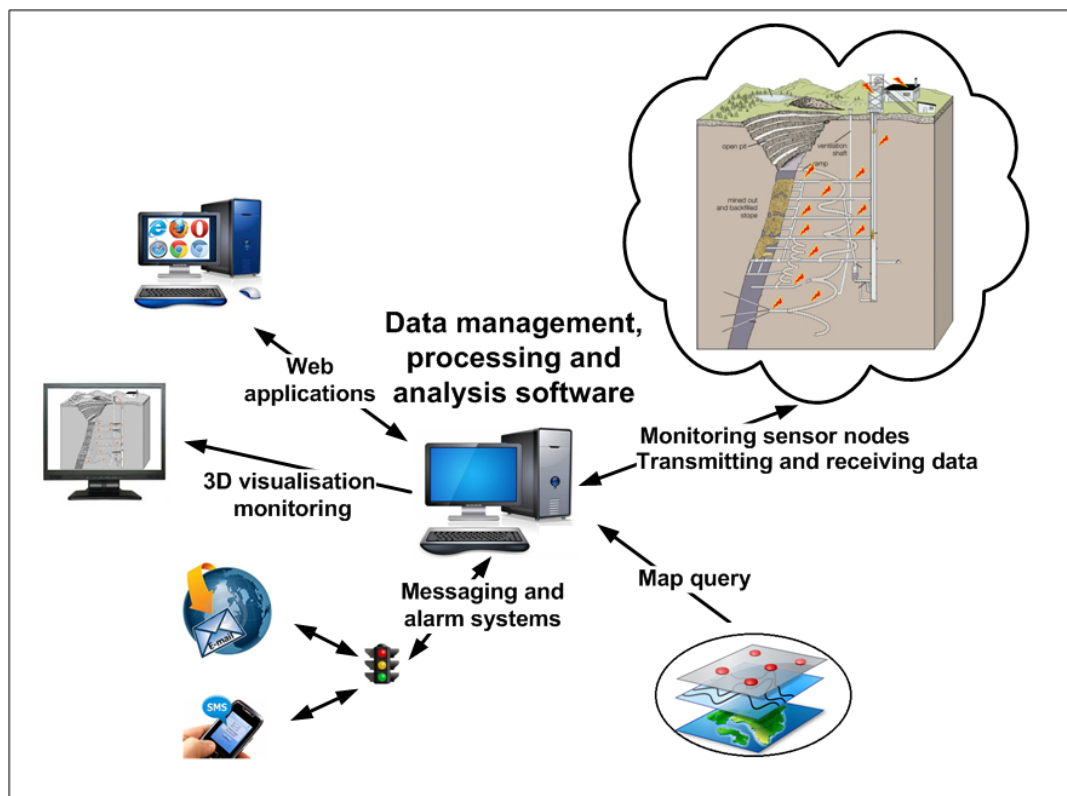 open pit
ventilation
shaft
ramp
mined out
and backfilled
stope
Data management,
processing and
analysis software
Web
applications
Monitoring sensor nodes
Transmitting and receiving data
3D visualisation
monitoring
Messaging and
alarm systems
Map query
E-mail
SMS